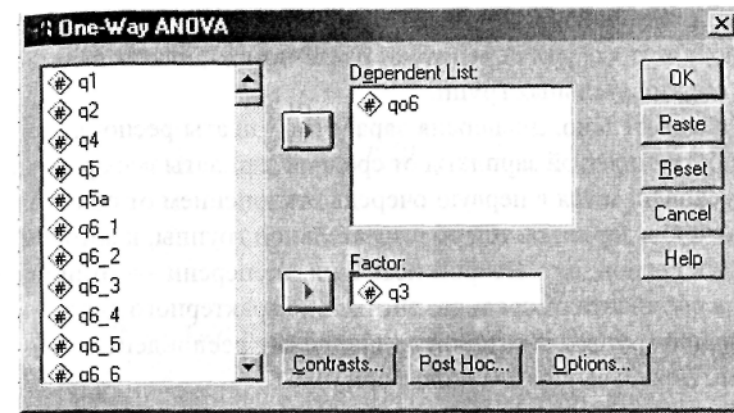 One-Way ANOVA
q1
q2
q4
q5
q5a
q6_1
q6_2
q6_3
q6_4
q6_5
q6_6
Dependent List:
qo6
Factor:
q3
OK
Paste
Reset
Cancel
Help
Contrasts...
Post Hoc...
Options...